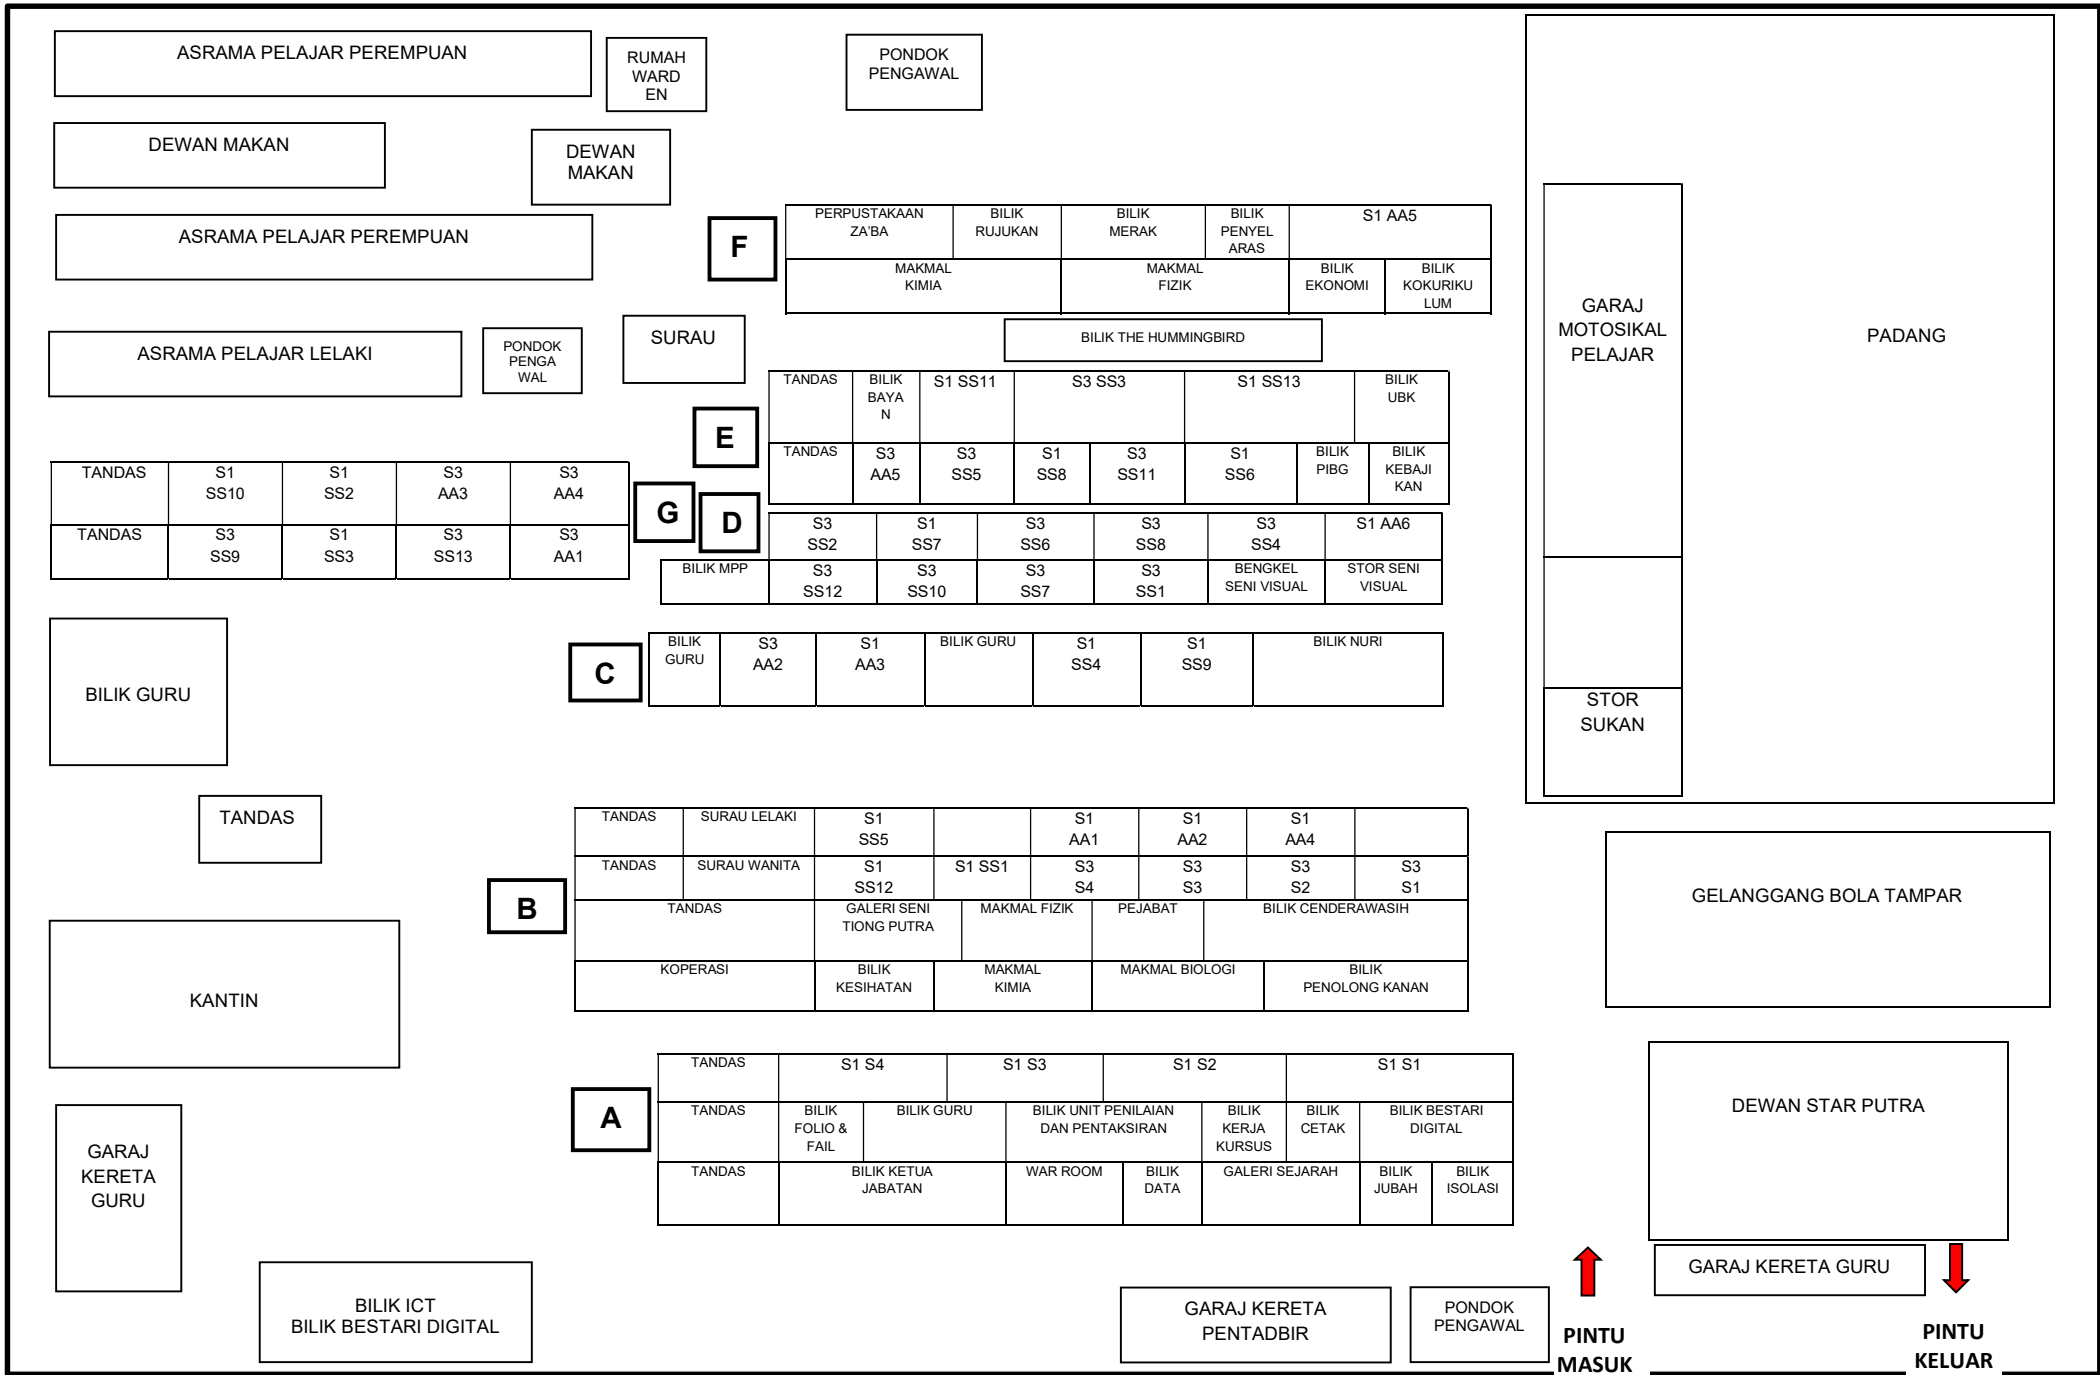 ASRAMA PELAJAR PEREMPUAN
RUMAH
WARD
EN
PONDOK
PENGAWAL
DEWAN MAKAN
DEWAN
MAKAN
ASRAMA PELAJAR PEREMPUAN
ASRAMA PELAJAR LELAKI
PONDOK
PENGA
WAL
SURAU
F
PERPUSTAKAAN
ZA'BA
BILIK
RUJUKAN
BILIK
MERAK
BILIK
PENYEL
ARAS
S1 AA5
MAKMAL
KIMIA
MAKMAL
FIZIK
BILIK
EKONOMI
BILIK
KOKURIKU
LUM
BILIK THE HUMMINGBIRD
GARAJ
MOTOSIKAL
PELAJAR
PADANG
STOR
SUKAN
E
TANDAS
BILIK
BAYA
N
S1 SS11
S3 SS3
S1 SS13
BILIK
UBK
TANDAS
S3
AA5
S3
SS5
S1
SS8
S3
SS11
S1
SS6
BILIK
PIBG
BILIK
KEBAJI
KAN
TANDAS
S1
SS10
S1
SS2
S3
AA3
S3
AA4
TANDAS
S3
SS9
S1
SS3
S3
SS13
S3
AA1
G
D
S3
SS2
S1
SS7
S3
SS6
S3
SS8
S3
SS4
S1 AA6
BILIK MPP
S3
SS12
S3
SS10
S3
SS7
S3
SS1
BENGKEL
SENI VISUAL
STOR SENI
VISUAL
BILIK GURU
C
BILIK
GURU
S3
AA2
S1
AA3
BILIK GURU
S1
SS4
S1
SS9
BILIK NURI
TANDAS
B
TANDAS
SURAU LELAKI
S1
SS5
S1
AA1
S1
AA2
S1
AA4
TANDAS
SURAU WANITA
S1
SS12
S1 SS1
S3
S4
S3
S3
S3
S2
S3
S1
TANDAS
GALERI SENI
TIONG PUTRA
MAKMAL FIZIK
PEJABAT
BILIK CENDERAWASIH
KOPERASI
BILIK
KESIHATAN
MAKMAL
KIMIA
MAKMAL BIOLOGI
BILIK
PENOLONG KANAN
GELANGGANG BOLA TAMPAR
KANTIN
A
TANDAS
S1 S4
S1 S3
S1 S2
S1 S1
TANDAS
BILIK
FOLIO &
FAIL
BILIK GURU
BILIK UNIT PENILAIAN
DAN PENTAKSIRAN
BILIK
KERJA
KURSUS
BILIK
CETAK
BILIK BESTARI
DIGITAL
TANDAS
BILIK KETUA
JABATAN
WAR ROOM
BILIK
DATA
GALERI SEJARAH
BILIK
JUBAH
BILIK
ISOLASI
DEWAN STAR PUTRA
GARAJ
KERETA
GURU
BILIK ICT
BILIK BESTARI DIGITAL
GARAJ KERETA
PENTADBIR
PONDOK
PENGAWAL
GARAJ KERETA GURU
PINTU
MASUK
PINTU
KELUAR